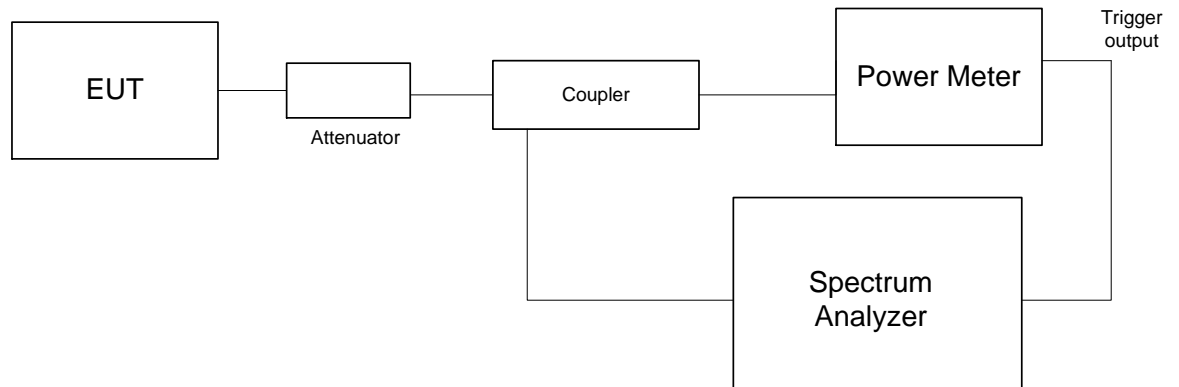 EUT
Attenuator
Coupler
Power Meter
Trigger
output
Spectrum
Analyzer